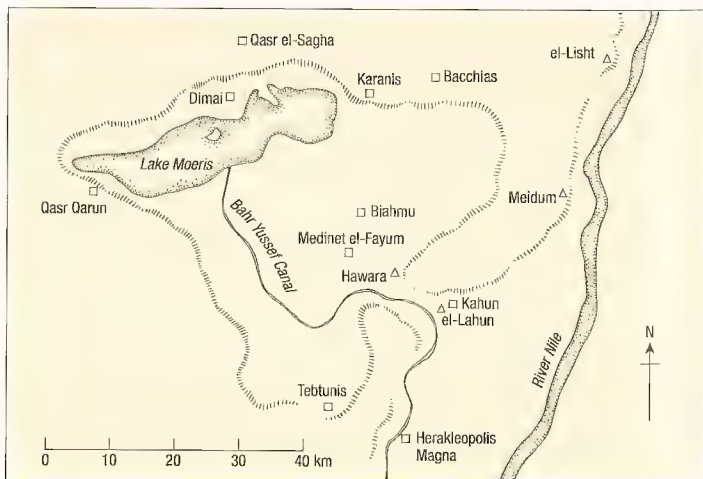 Qasr el-Sagha
el-Lisht
Karanis
Bacchias
Dimai
Lake Moeris
Qasr Qarun
Meidum
Biahmu
Bahr Yussef Canal
Medinet el-Fayum
Hawara
Kahun
el-Lahun
River Nile
N
Tebtunis
Herakleopolis
Magna
0 10 20 30 40 km